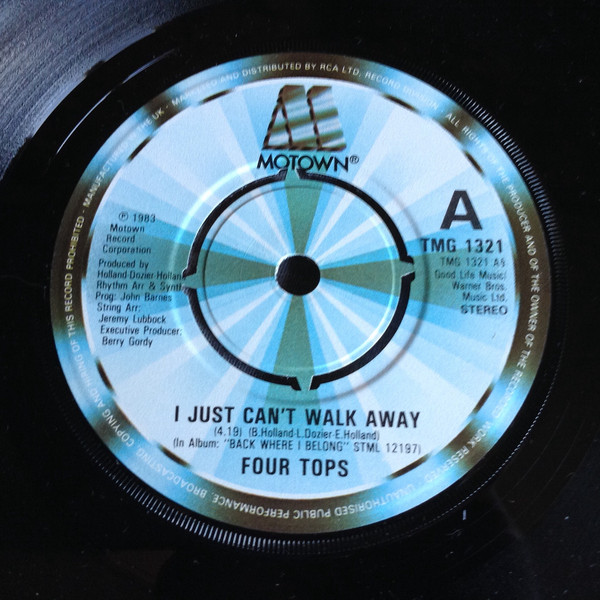 MANUFACTURED IN THE UK - MARKETED AND DISTRIBUTED BY RCA LTD, RECORD DIVISION ALL RIGHTS OF THE PRODUCER AND OF THE OWNER OF THE RECORDED WORK RESERVED UNAUTHORISED PUBLIC PERFORMANCE, BROADCASTING, COPYING AND HIRING OF THIS RECORD PROHIBITED -
MOTOWN®
A
TMG 1321
TMG 1321 A
Good Life Music/
Warner Bros.
Music Ltd.
STEREO
℗ 1983
Motown
Record
Corporation
Produced by
Holland-Dozier-Holland
Rhythm Arr & Synth
Prog: John Barnes
String Arr:
Jeremy Lubbock
Executive Producer:
Berry Gordy
I JUST CAN'T WALK AWAY
(4.19) (B.Holland-L.Dozier-E.Holland)
(In Album: "BACK WHERE I BELONG" STML 12197)
FOUR TOPS